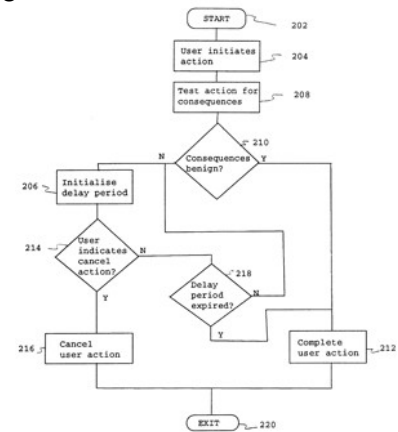 START
202
User initiates
action
204
Test action for
consequences
208
210
N
Consequences
benign?
Y
206
Initialise
delay period
214
User
indicates
cancel
action?
N
218
Delay
period
expired?
N
Y
Y
216
Cancel
user action
Complete
user action
212
EXIT
220